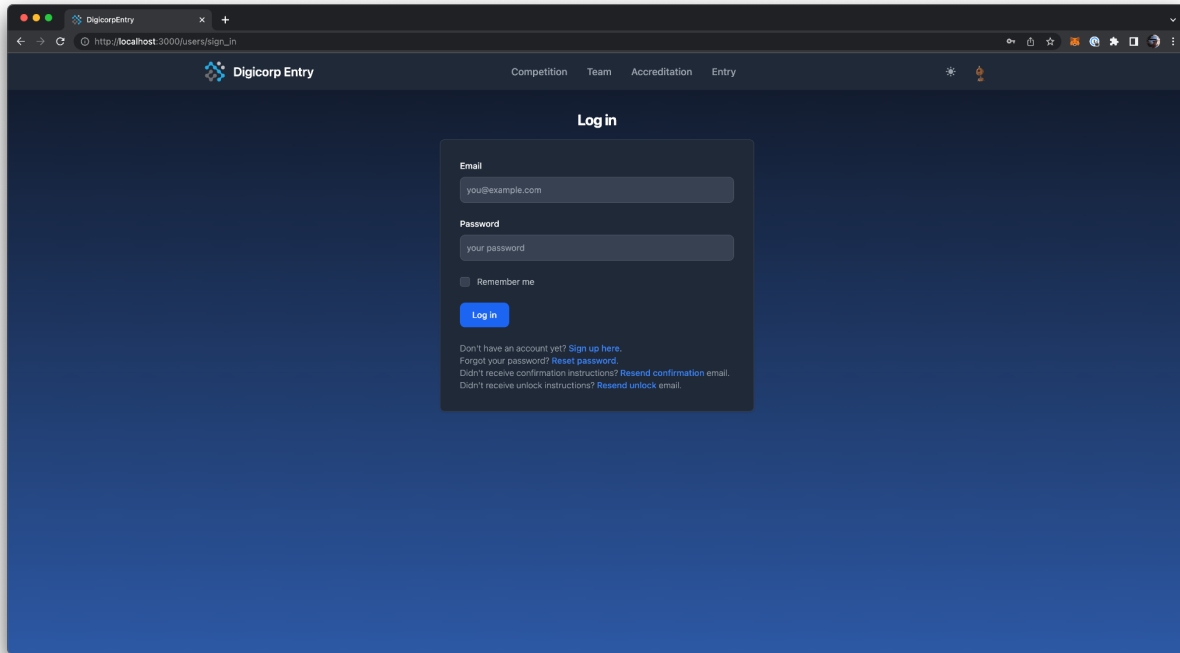 DigicorpEntry
http://localhost:3000/users/sign_in
Digicorp Entry
Competition Team Accreditation Entry
Log in
Email
you@example.com
Password
your password
Remember me
Log in
Don't have an account yet? Sign up here.
Forgot your password? Reset password.
Didn't receive confirmation instructions? Resend confirmation email.
Didn't receive unlock instructions? Resend unlock email.